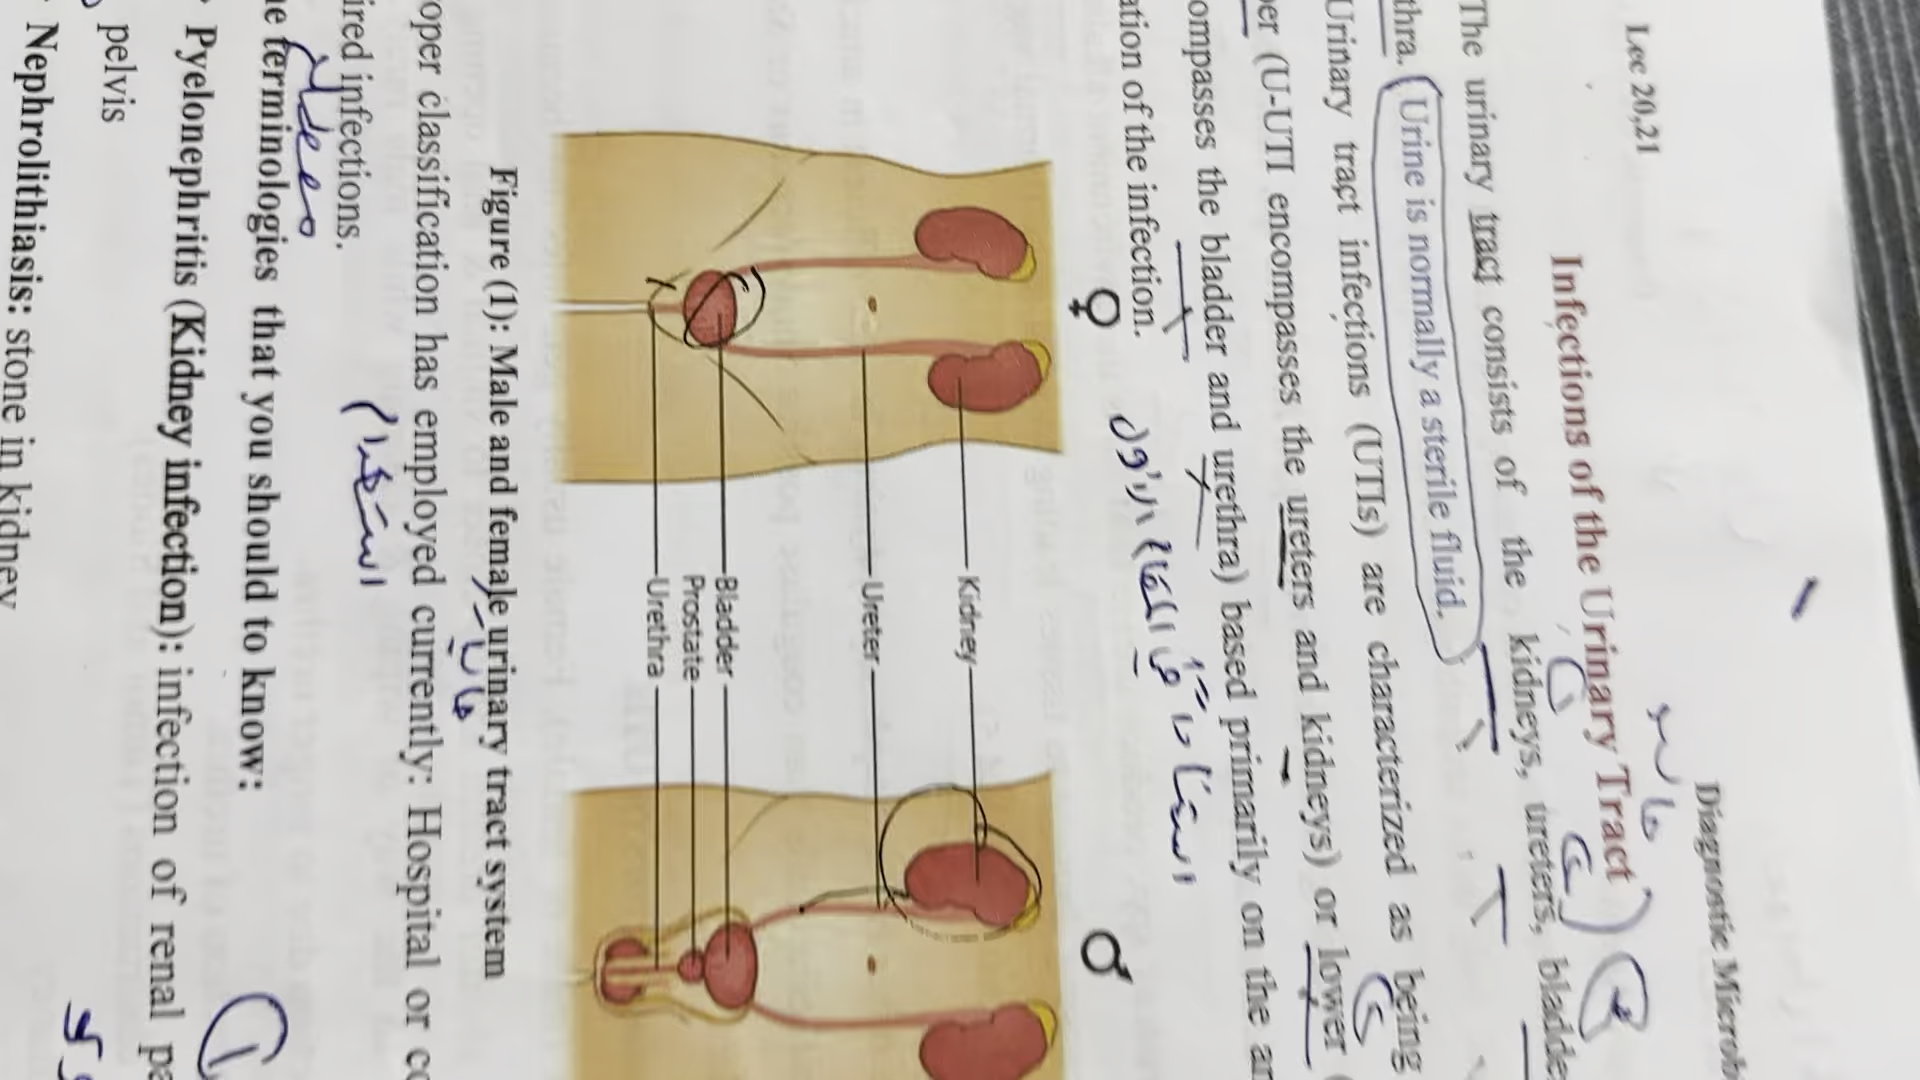 Lec 20,21
Diagnostic Microb
Infections of the Urinary Tract
The urinary tract consists of the kidneys, ureters, bladde
thra. Urine is normally a sterile fluid.
Urinary tract infections (UTIs) are characterized as being
per (U-UTI encompasses the ureters and kidneys) or lower (
ompasses the bladder and urethra) based primarily on the an
ation of the infection.
♀ ♂
Kidney
Ureter
Bladder
Prostate
Urethra
Figure (1): Male and female urinary tract system
oper classification has employed currently: Hospital or co
ired infections.
ne terminologies that you should to know:
Pyelonephritis (Kidney infection): infection of renal pa
pelvis
Nephrolithiasis: stone in kidney